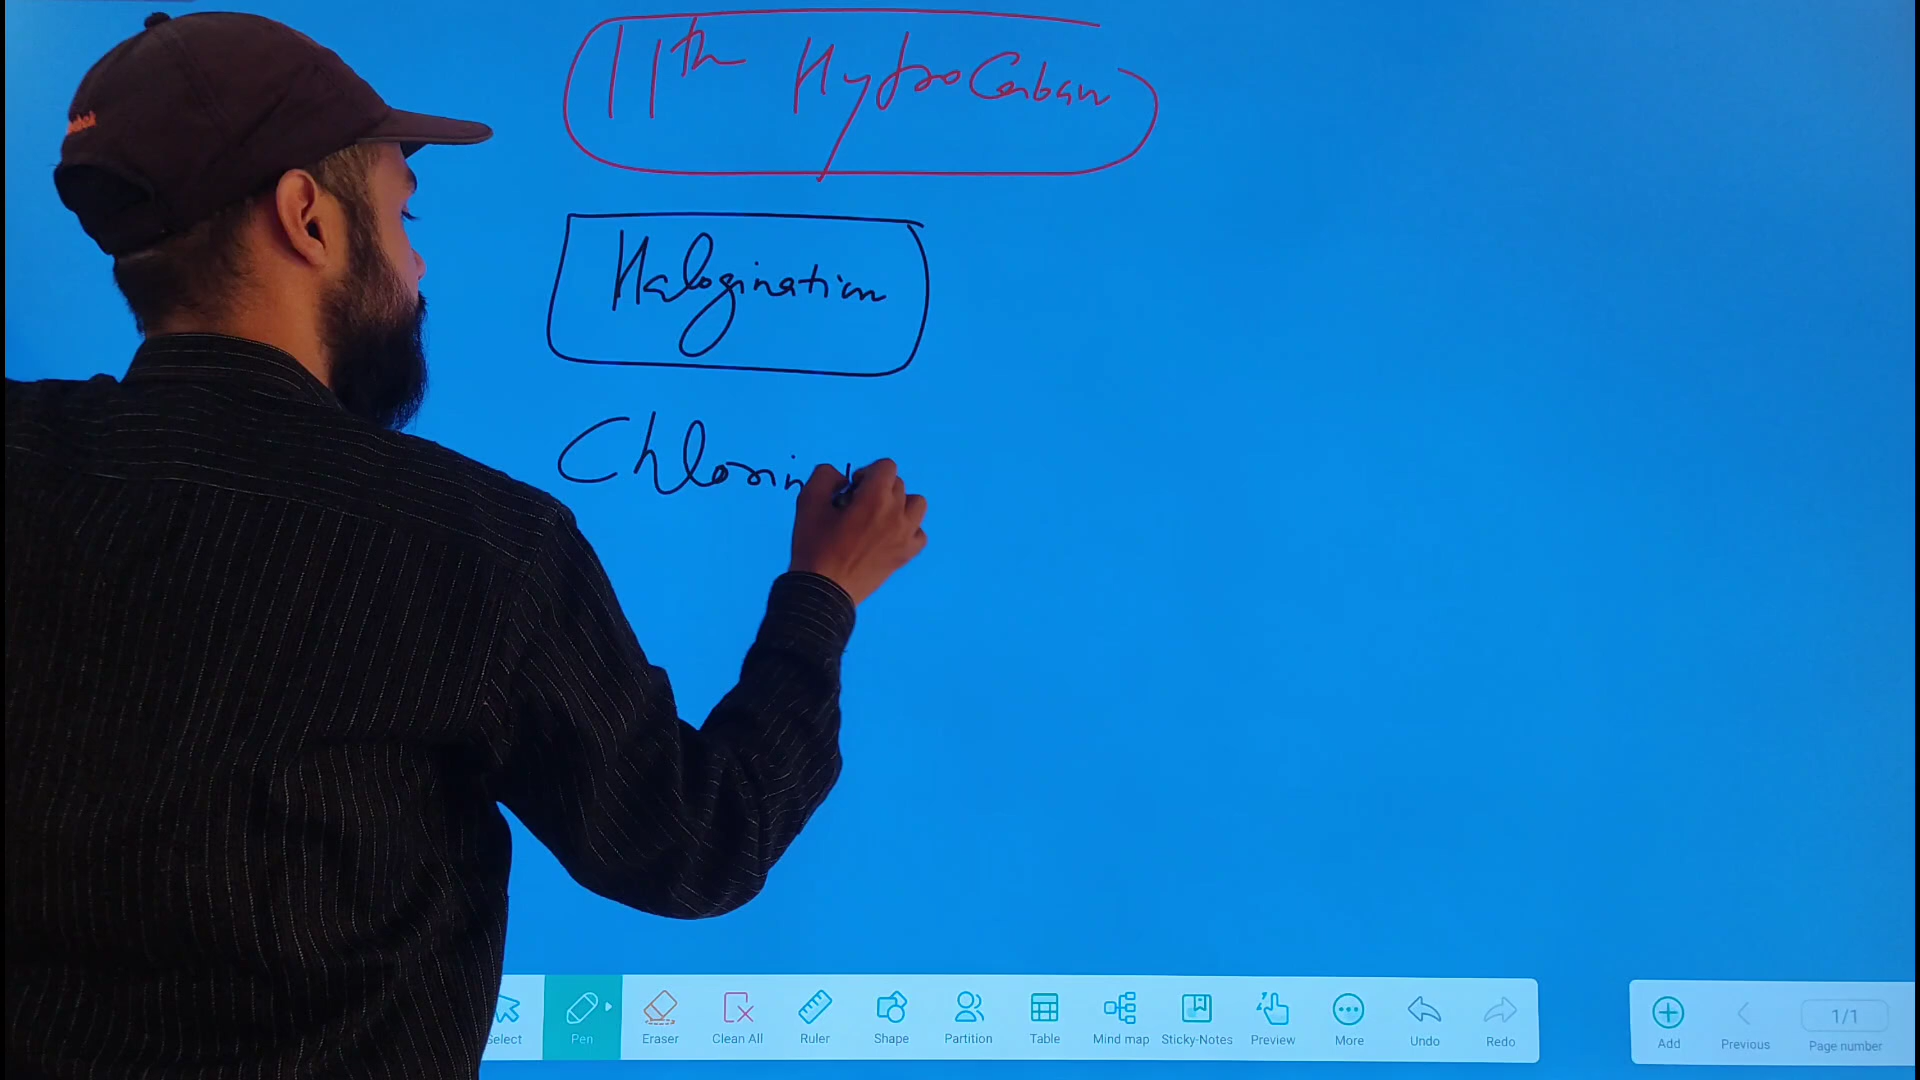 11th HydroCarban
Halogination
Chlorin
Select
Pen
Eraser
Clean All
Ruler
Shape
Partition
Table
Mind map
Sticky-Notes
Preview
More
Undo
Redo
Add
Previous
1/1
Page number